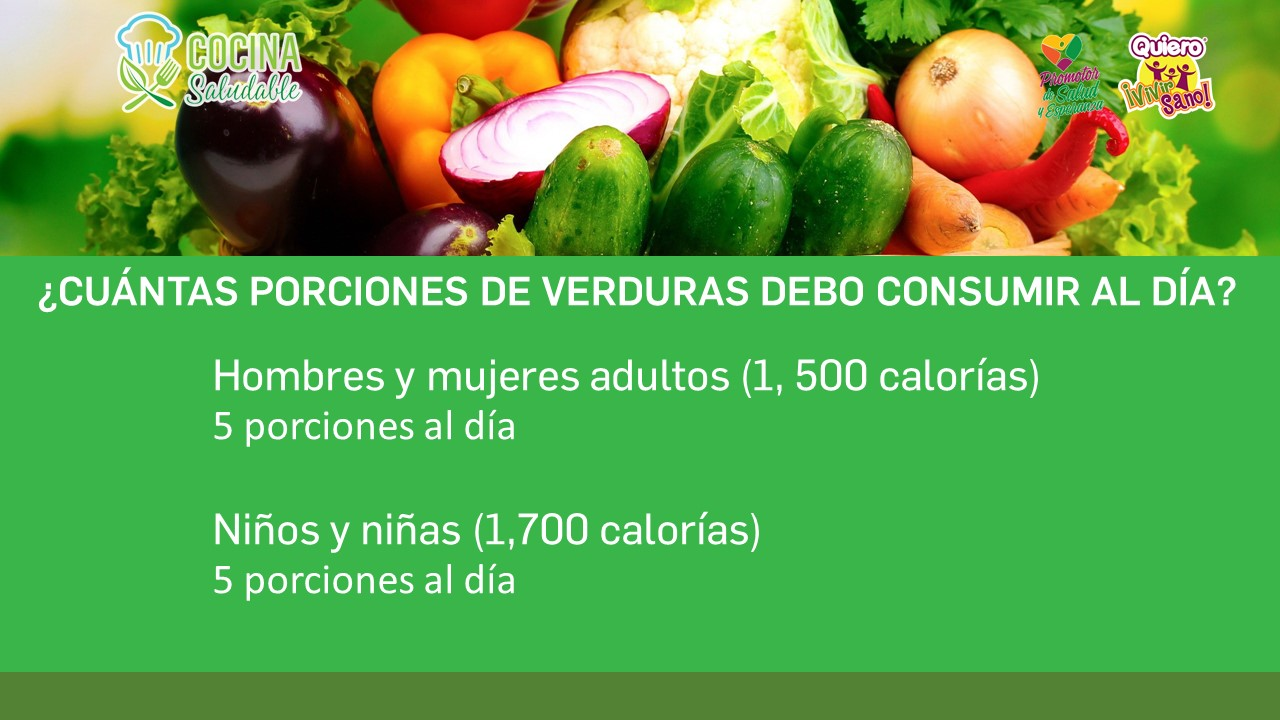 COCINA
Saludable
Promotor
de Salud
y Esperanza
Quiero
¡Vivir
Sano!
¿CUÁNTAS PORCIONES DE VERDURAS DEBO CONSUMIR AL DÍA?
Hombres y mujeres adultos (1, 500 calorías)
5 porciones al día
Niños y niñas (1,700 calorías)
5 porciones al día